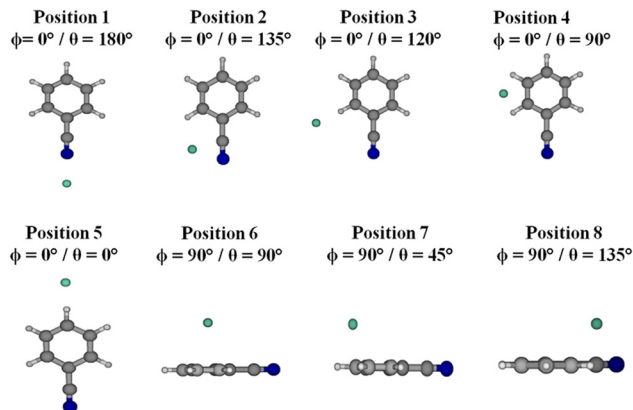 Position 1
ϕ= 0° / θ = 180°
Position 2
ϕ = 0° / θ = 135°
Position 3
ϕ = 0° / θ = 120°
Position 4
ϕ = 0° / θ = 90°
Position 5
ϕ = 0° / θ = 0°
Position 6
ϕ = 90° / θ = 90°
Position 7
ϕ = 90° / θ = 45°
Position 8
ϕ = 90° / θ = 135°